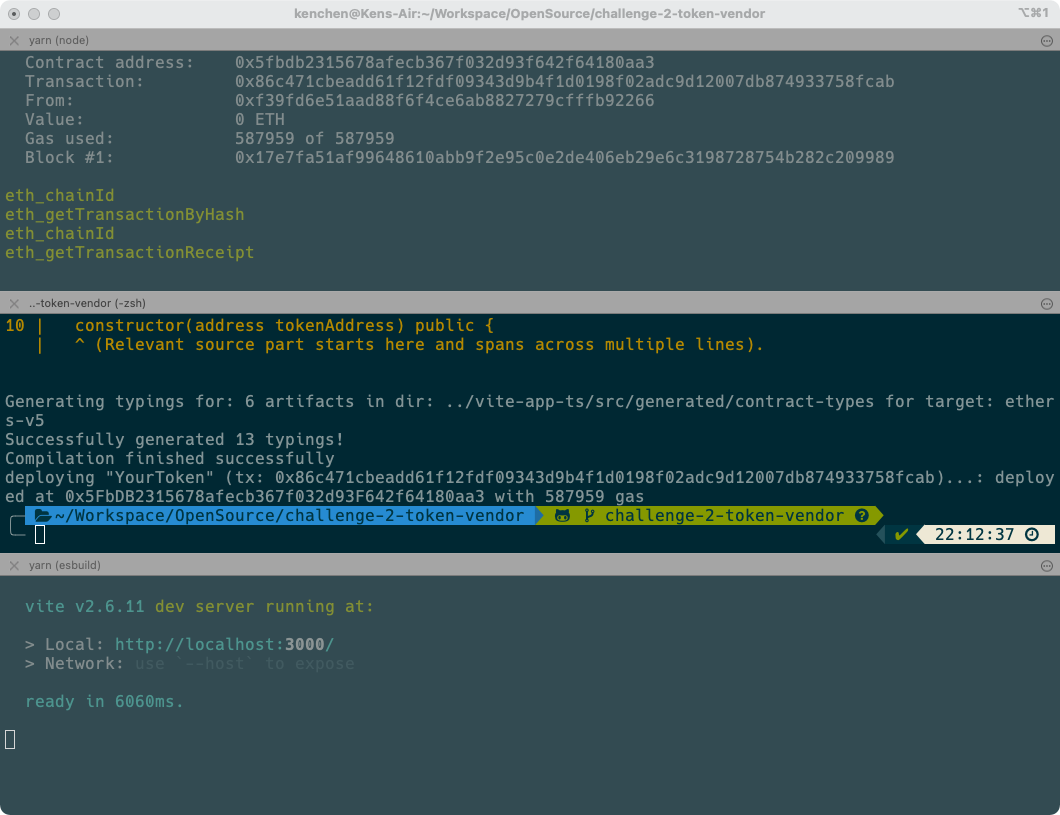 kenchen@Kens-Air:~/Workspace/OpenSource/challenge-2-token-vendor
⌥⌘1
yarn (node)
Contract address: 0x5fbdb2315678afecb367f032d93f642f64180aa3
Transaction: 0x86c471cbeadd61f12fdf09343d9b4f1d0198f02adc9d12007db874933758fcab
From: 0xf39fd6e51aad88f6f4ce6ab8827279cfffb92266
Value: 0 ETH
Gas used: 587959 of 587959
Block #1: 0x17e7fa51af99648610abb9f2e95c0e2de406eb29e6c3198728754b282c209989
eth_chainId
eth_getTransactionByHash
eth_chainId
eth_getTransactionReceipt
..-token-vendor (-zsh)
10 | constructor(address tokenAddress) public {
| ^ (Relevant source part starts here and spans across multiple lines).
Generating typings for: 6 artifacts in dir: ../vite-app-ts/src/generated/contract-types for target: ether
s-v5
Successfully generated 13 typings!
Compilation finished successfully
deploying "YourToken" (tx: 0x86c471cbeadd61f12fdf09343d9b4f1d0198f02adc9d12007db874933758fcab)...: deploy
ed at 0x5FbDB2315678afecb367f032d93F642f64180aa3 with 587959 gas
~/Workspace/OpenSource/challenge-2-token-vendor challenge-2-token-vendor ?
✔ 22:12:37
yarn (esbuild)
vite v2.6.11 dev server running at:
> Local: http://localhost:3000/
> Network: use `--host` to expose
ready in 6060ms.